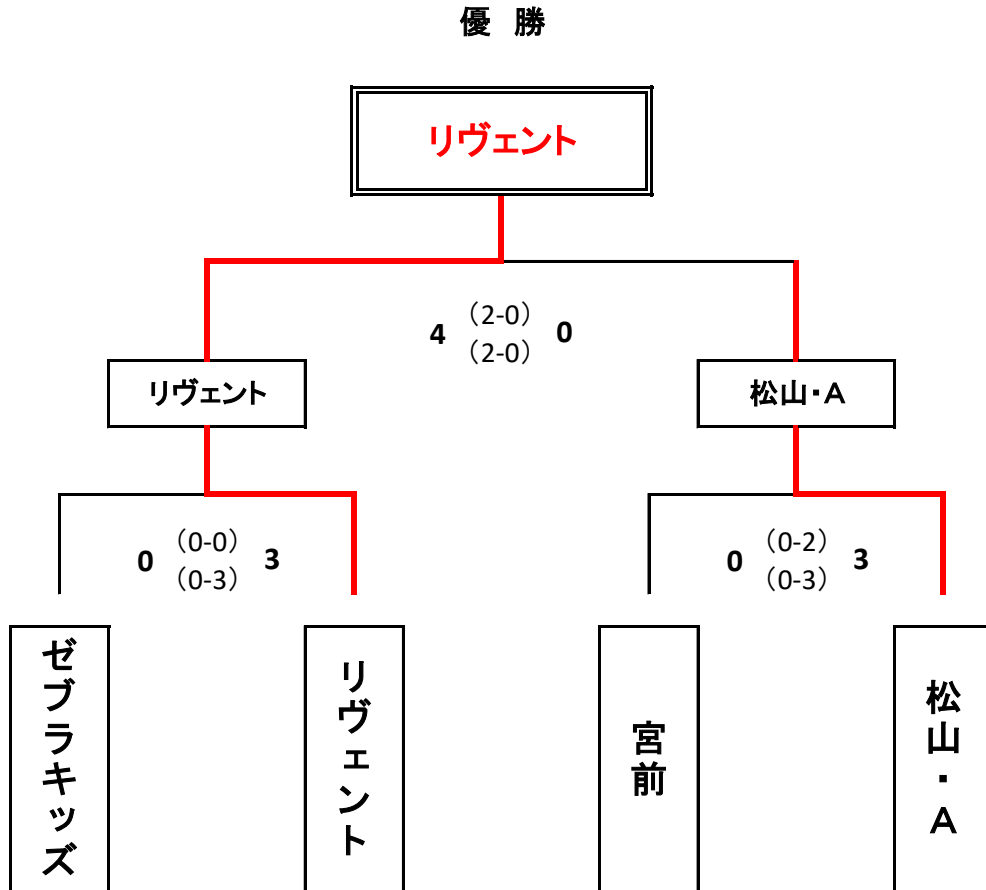 優 勝
リヴェント
4 （2-0） 0
（2-0）
リヴェント
松山・A
0 （0-0） 3
（0-3）
0 （0-2） 3
（0-3）
ゼブラキッズ
リヴェント
宮前
松山・A